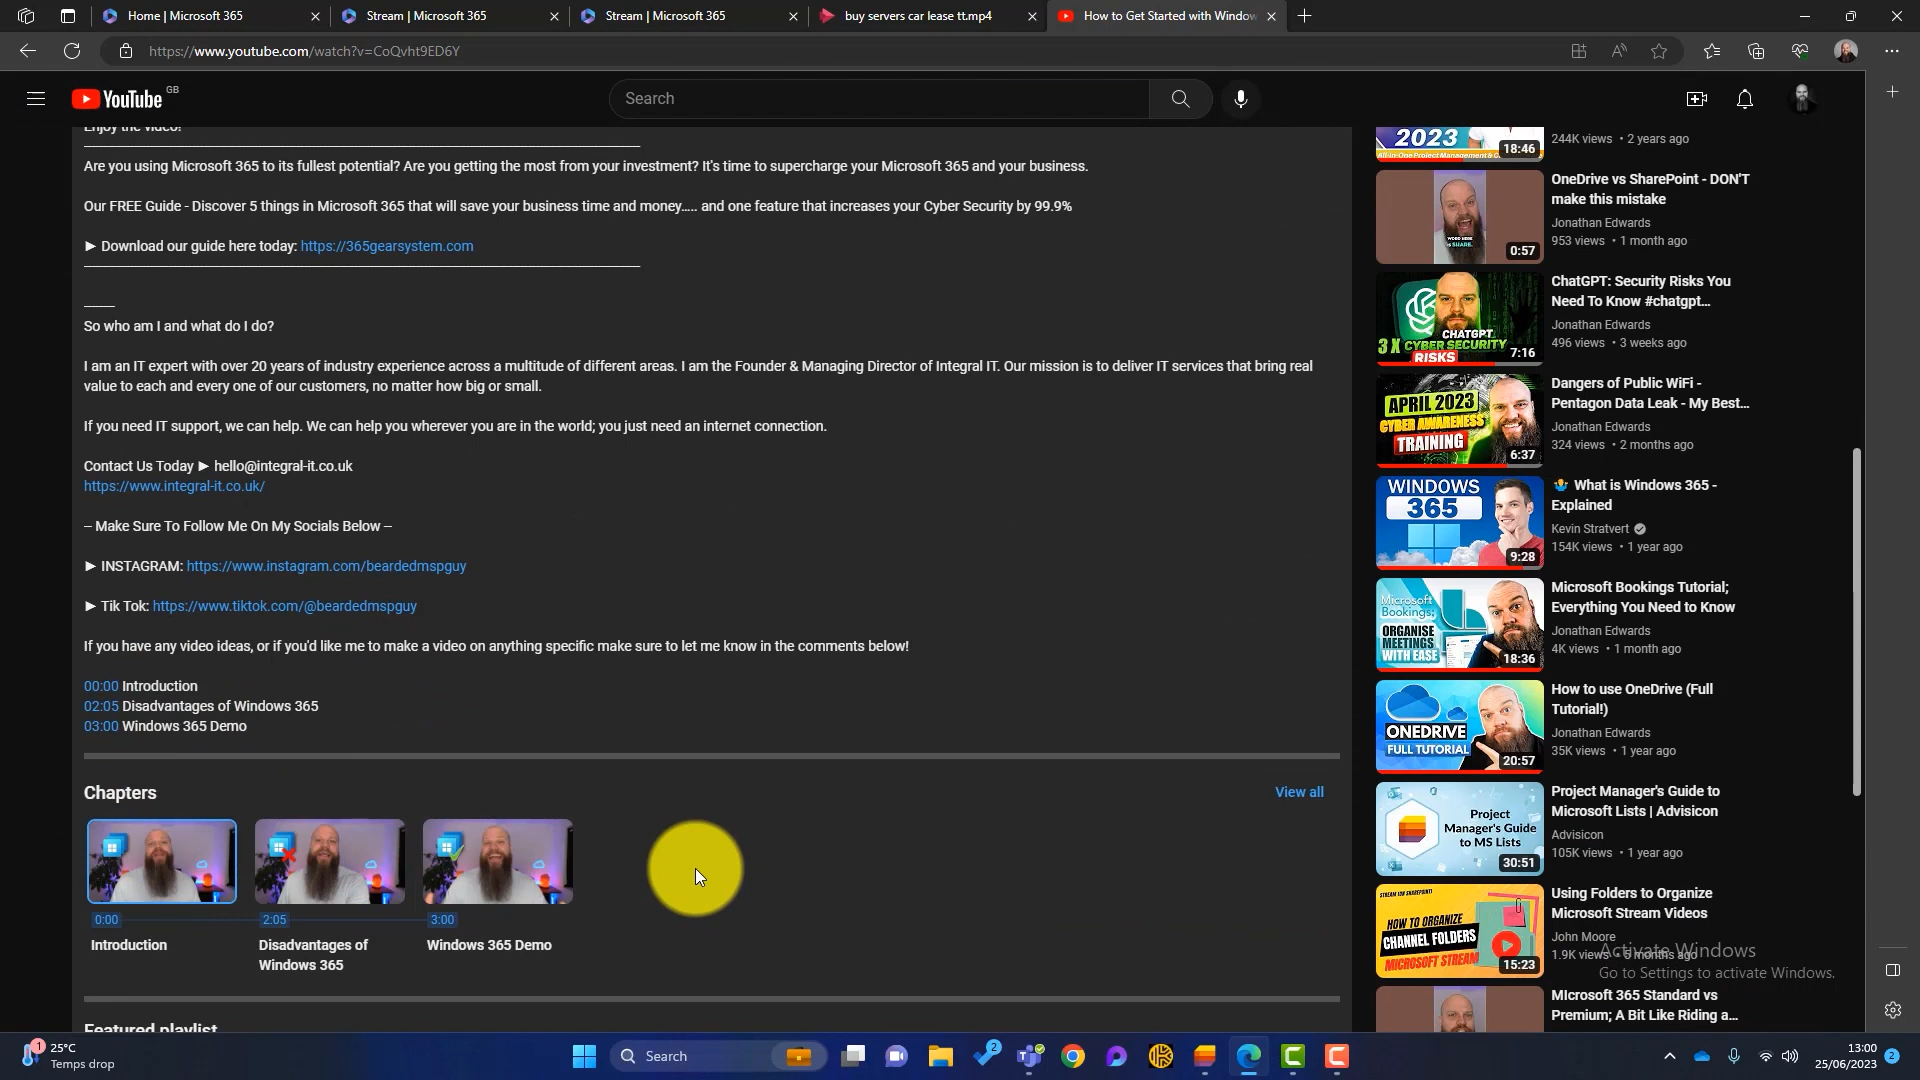 Home | Microsoft 365
Stream | Microsoft 365
Stream | Microsoft 365
buy servers car lease tt.mp4
How to Get Started with Window
https://www.youtube.com/watch?v=CoQvht9ED6Y
YouTube GB
Search
Enjoy the video!
Are you using Microsoft 365 to its fullest potential? Are you getting the most from your investment? It's time to supercharge your Microsoft 365 and your business.
Our FREE Guide - Discover 5 things in Microsoft 365 that will save your business time and money..... and one feature that increases your Cyber Security by 99.9%
► Download our guide here today: https://365gearsystem.com
So who am I and what do I do?
I am an IT expert with over 20 years of industry experience across a multitude of different areas. I am the Founder & Managing Director of Integral IT. Our mission is to deliver IT services that bring real
value to each and every one of our customers, no matter how big or small.
If you need IT support, we can help. We can help you wherever you are in the world; you just need an internet connection.
Contact Us Today ► hello@integral-it.co.uk
https://www.integral-it.co.uk/
– Make Sure To Follow Me On My Socials Below –
► INSTAGRAM: https://www.instagram.com/beardedmspguy
► Tik Tok: https://www.tiktok.com/@beardedmspguy
If you have any video ideas, or if you'd like me to make a video on anything specific make sure to let me know in the comments below!
00:00 Introduction
02:05 Disadvantages of Windows 365
03:00 Windows 365 Demo
Chapters
View all
0:00
Introduction
2:05
Disadvantages of
Windows 365
3:00
Windows 365 Demo
Featured playlist
2023
18:46
244K views • 2 years ago
0:57
OneDrive vs SharePoint - DON'T
make this mistake
Jonathan Edwards
953 views • 1 month ago
CHATGPT
3 X CYBER SECURITY
RISKS
7:16
ChatGPT: Security Risks You
Need To Know #chatgpt...
Jonathan Edwards
496 views • 3 weeks ago
APRIL 2023
CYBER AWARENESS
TRAINING
6:37
Dangers of Public WiFi -
Pentagon Data Leak - My Best...
Jonathan Edwards
324 views • 2 months ago
WINDOWS
365
9:28
What is Windows 365 -
Explained
Kevin Stratvert
154K views • 1 year ago
Microsoft
Bookings;
ORGANISE
MEETINGS
WITH EASE
18:36
Microsoft Bookings Tutorial;
Everything You Need to Know
Jonathan Edwards
4K views • 1 month ago
ONEDRIVE
FULL TUTORIAL
20:57
How to use OneDrive (Full
Tutorial!)
Jonathan Edwards
35K views • 1 year ago
Project
Manager's Guide
to MS Lists
30:51
Project Manager's Guide to
Microsoft Lists | Advisicon
Advisicon
105K views • 1 year ago
STREAM (ON SHAREPOINT)
HOW TO ORGANIZE
CHANNEL FOLDERS
MICROSOFT STREAM
15:23
Using Folders to Organize
Microsoft Stream Videos
John Moore
1.9K views • 5 months ago
MIcrosoft 365 Standard vs
Premium; A Bit Like Riding a...
Activate Windows
Go to Settings to activate Windows.
1
25°C
Temps drop
Search
2
13:00
25/06/2023
2